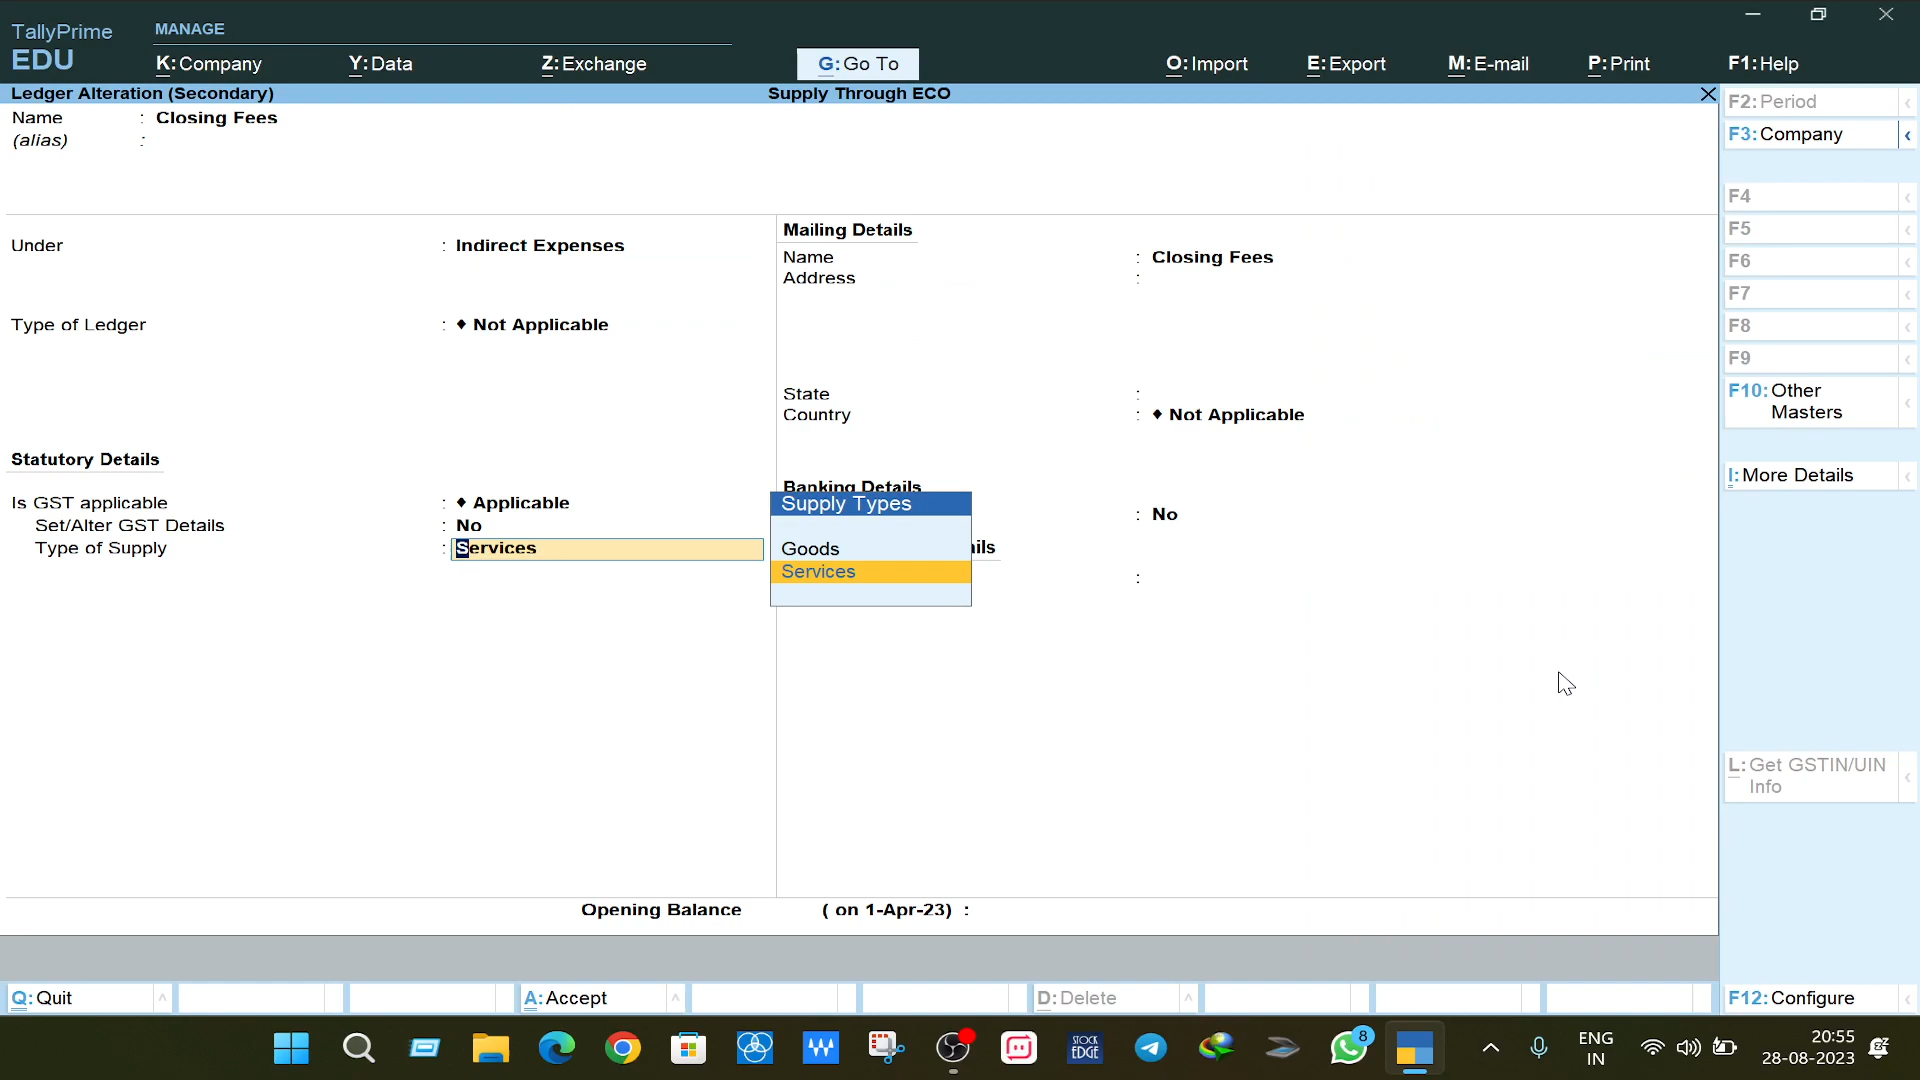 TallyPrime
EDU
MANAGE
K:Company
Y:Data
Z:Exchange
G:Go To
O:Import
E:Export
M:E-mail
P:Print
F1:Help
Ledger Alteration (Secondary)
Supply Through ECO
Name : Closing Fees
(alias) :
Under : Indirect Expenses
Type of Ledger : ♦ Not Applicable
Statutory Details
Is GST applicable : ♦ Applicable
Set/Alter GST Details : No
Type of Supply : Services
Mailing Details
Name : Closing Fees
Address :
State :
Country : ♦ Not Applicable
Banking Details
: No
ils
:
Supply Types
Goods
Services
Opening Balance ( on 1-Apr-23) :
F2:Period
F3:Company
F4
F5
F6
F7
F8
F9
F10:Other
Masters
I:More Details
L:Get GSTIN/UIN
Info
F12:Configure
Q:Quit
A:Accept
D:Delete
STOCK
EDGE
8
ENG
IN
20:55
28-08-2023